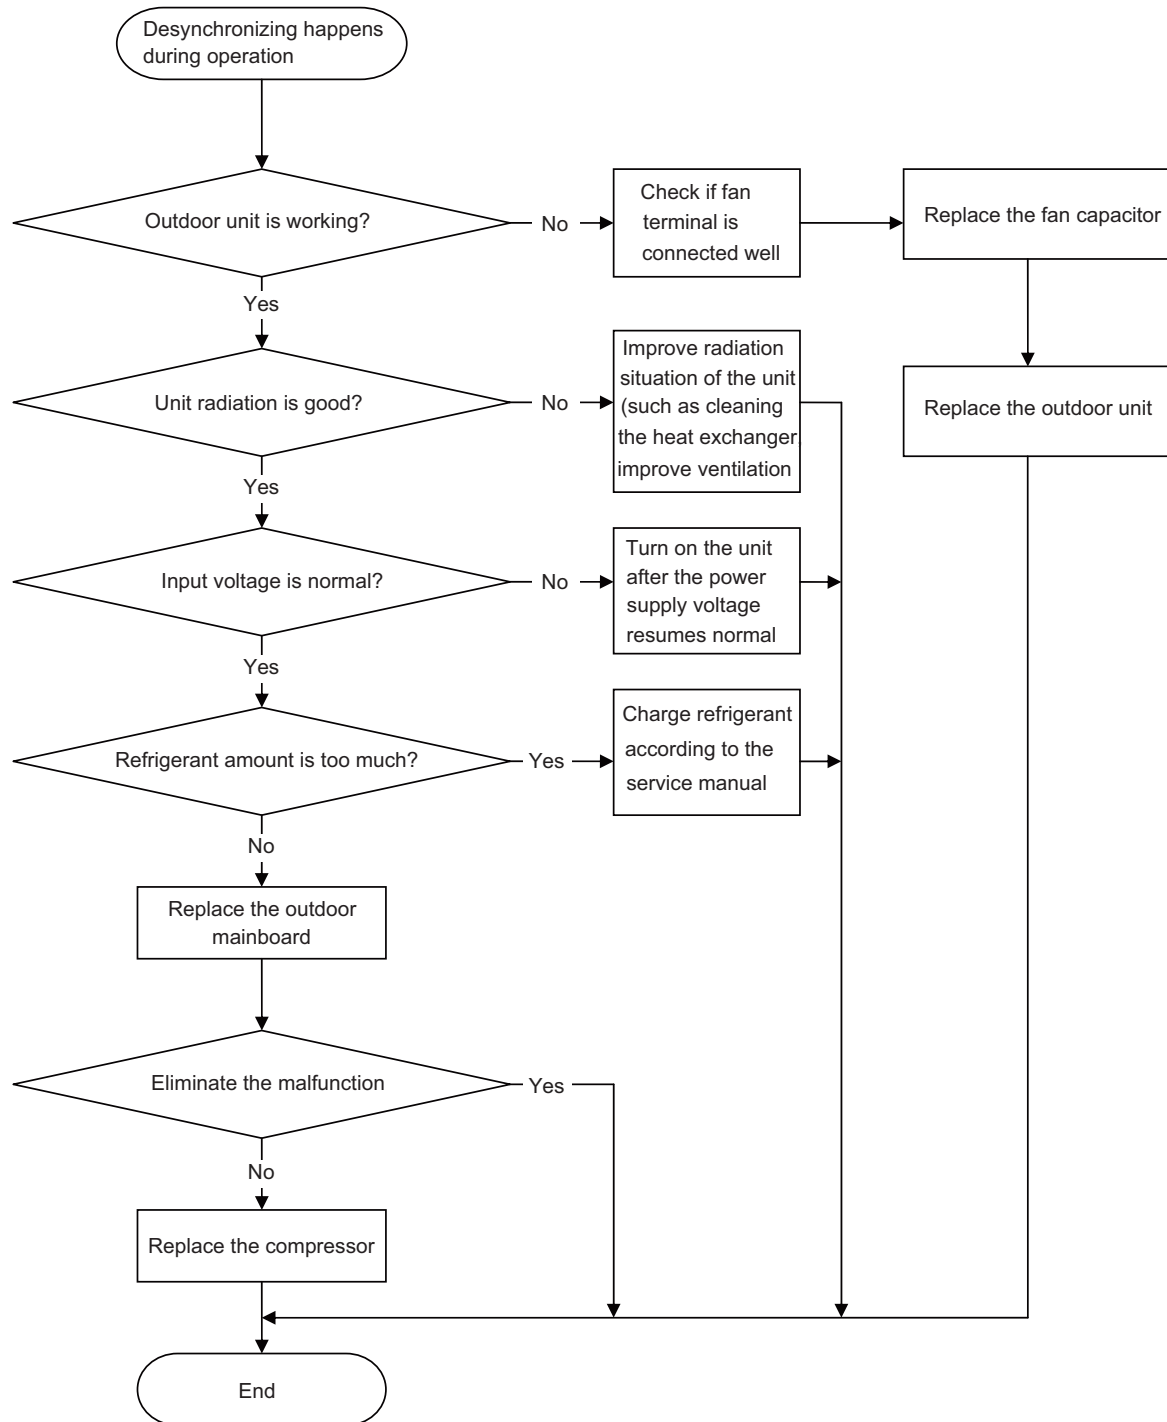 Desynchronizing happens
during operation
Outdoor unit is working?
No
Check if fan
terminal is
connected well
Replace the fan capacitor
Yes
Improve radiation
situation of the unit
(such as cleaning
the heat exchanger,
improve ventilation
Unit radiation is good?
No
Replace the outdoor unit
Yes
Input voltage is normal?
No
Turn on the unit
after the power
supply voltage
resumes normal
Yes
Refrigerant amount is too much?
Yes
Charge refrigerant
according to the
service manual
No
Replace the outdoor
mainboard
Eliminate the malfunction
Yes
No
Replace the compressor
End